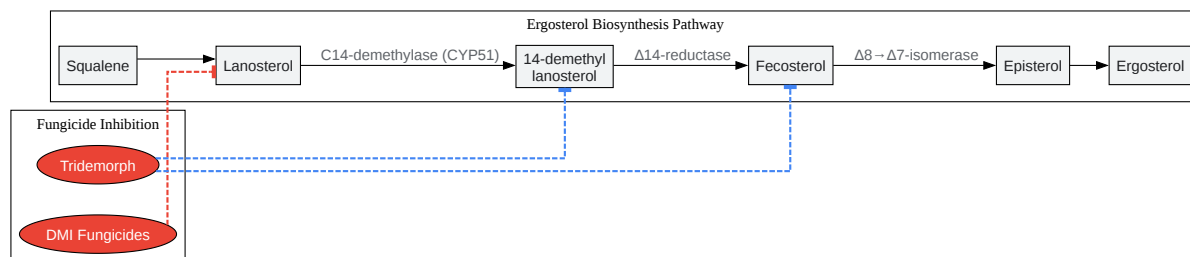 Ergosterol Biosynthesis Pathway
Squalene
Lanosterol
C14-demethylase (CYP51)
14-demethyl
lanosterol
Δ14-reductase
Fecosterol
Δ8→Δ7-isomerase
Episterol
Ergosterol
Fungicide Inhibition
Tridemorph
DMI Fungicides